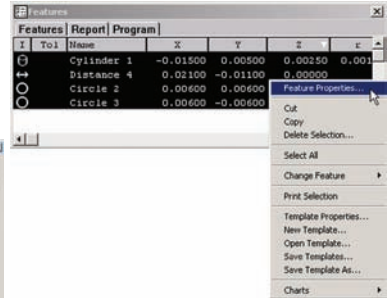 Features
Features Report Program
I Tol Name X Y Z r
Cylinder 1 -0.01500 0.00500 0.00250 0.001
Distance 4 0.02100 -0.01100 0.00000
Circle 2 0.00600 0.00600
Circle 3 0.00600 -0.00600
Feature Properties...
Cut
Copy
Delete Selection...
Select All
Change Feature
Print Selection
Template Properties...
New Template...
Open Template...
Save Templates...
Save Template As...
Charts